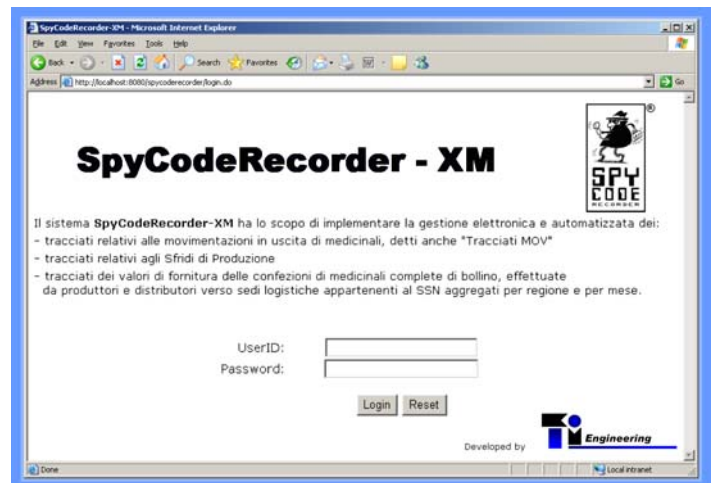 SpyCodeRecorder-XM - Microsoft Internet Explorer
File Edit View Favorites Tools Help
Back Search Favorites
Address http://localhost:8080/spycoderecorder/login.do Go
SpyCodeRecorder - XM
®
SPY
CODE
RECORDER
Il sistema SpyCodeRecorder-XM ha lo scopo di implementare la gestione elettronica e automatizzata dei:
- tracciati relativi alle movimentazioni in uscita di medicinali, detti anche "Tracciati MOV"
- tracciati relativi agli Sfridi di Produzione
- tracciati dei valori di fornitura delle confezioni di medicinali complete di bollino, effettuate
da produttori e distributori verso sedi logistiche appartenenti al SSN aggregati per regione e per mese.
UserID:
Password:
Login Reset
Developed by
Engineering
Done Local intranet